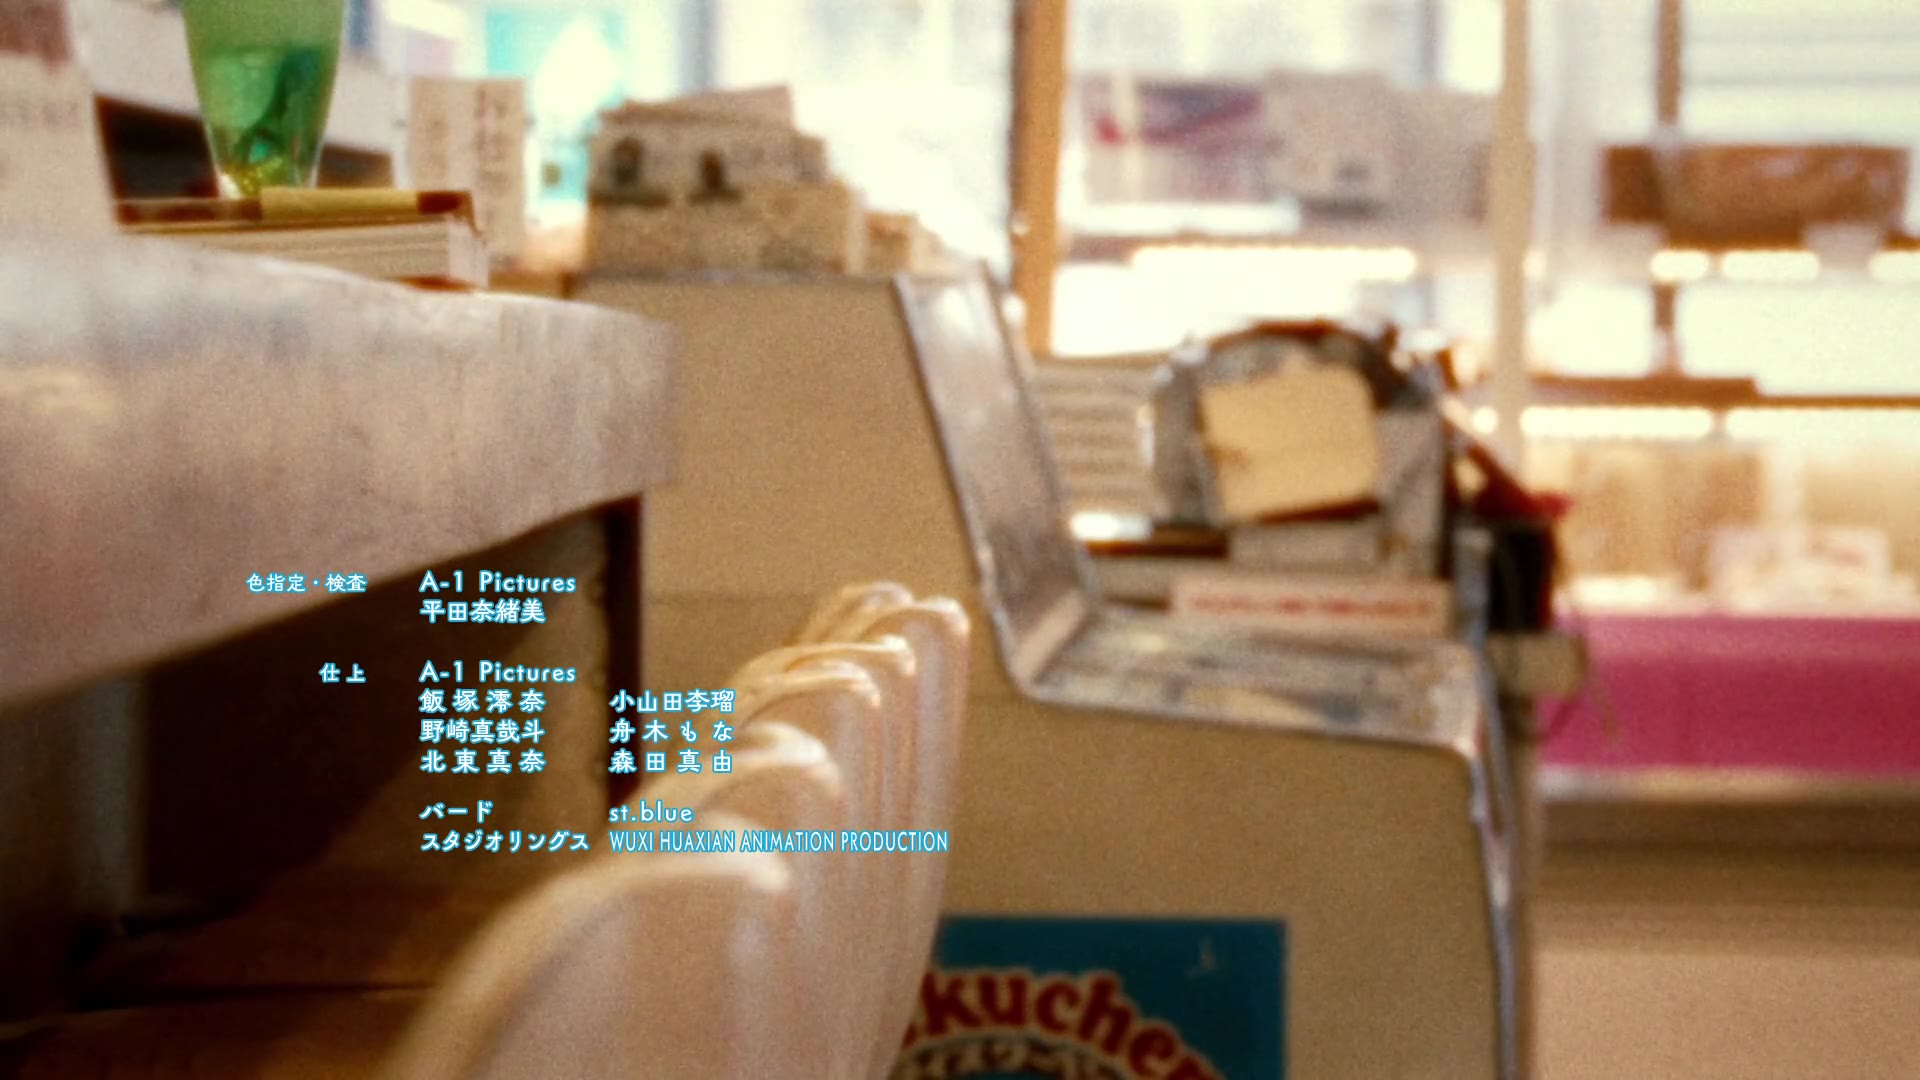 色指定・検査 A-1 Pictures
平田奈緒美
仕上 A-1 Pictures
飯塚澪奈 小山田李瑠
野崎真哉斗 舟木もな
北東真奈 森田真由
バード st.blue
スタジオリングス WUXI HUAXIAN ANIMATION PRODUCTION
kuchen